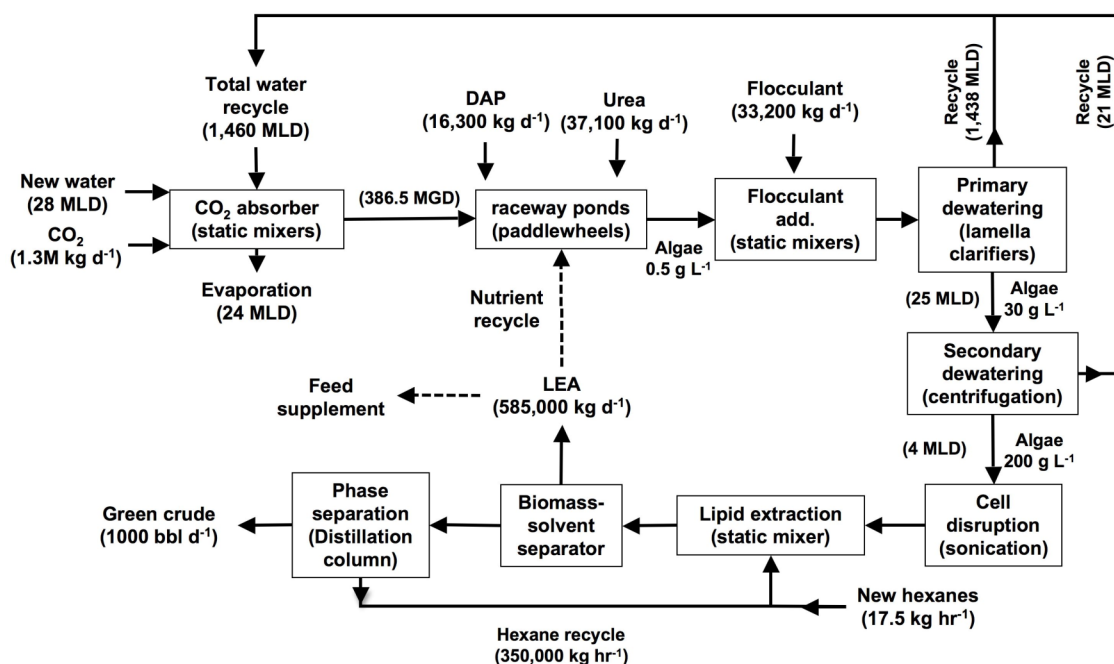 Total water
recycle
(1,460 MLD)
DAP
(16,300 kg d⁻¹)
Urea
(37,100 kg d⁻¹)
Flocculant
(33,200 kg d⁻¹)
Recycle
(1,438 MLD)
Recycle
(21 MLD)
New water
(28 MLD)
CO₂
(1.3M kg d⁻¹)
CO₂ absorber
(static mixers)
(386.5 MGD)
raceway ponds
(paddlewheels)
Algae
0.5 g L⁻¹
Flocculant
add.
(static mixers)
Primary
dewatering
(lamella
clarifiers)
Evaporation
(24 MLD)
Nutrient
recycle
(25 MLD)
Algae
30 g L⁻¹
Secondary
dewatering
(centrifugation)
Feed
supplement
LEA
(585,000 kg d⁻¹)
(4 MLD)
Algae
200 g L⁻¹
Green crude
(1000 bbl d⁻¹)
Phase
separation
(Distillation
column)
Biomass-
solvent
separator
Lipid extraction
(static mixer)
Cell
disruption
(sonication)
New hexanes
(17.5 kg hr⁻¹)
Hexane recycle
(350,000 kg hr⁻¹)